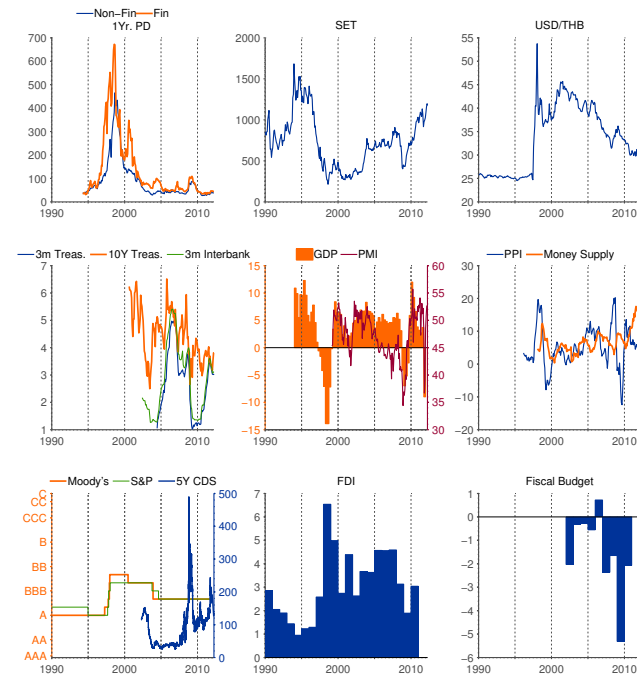 Non-Fin Fin
1Yr. PD
700
600
500
400
300
200
100
0
1990 2000 2010
SET
2000
1500
1000
500
0
1990 2000 2010
USD/THB
55
50
45
40
35
30
25
20
1990 2000 2010
3m Treas. 10Y Treas. 3m Interbank
7
6
5
4
3
2
1
1990 2000 2010
GDP PMI
15 60
10 55
5 50
0 45
−5 40
−10 35
−15 30
1990 2000 2010
PPI Money Supply
30
20
10
0
−10
−20
1990 2000 2010
Moody's S&P 5Y CDS
C 500
CC
CCC 400
B
300
BB
BBB 200
A
100
AA
AAA 0
1990 2000 2010
FDI
7
6
5
4
3
2
1
0
1990 2000 2010
Fiscal Budget
1
0
−1
−2
−3
−4
−5
−6
1990 2000 2010